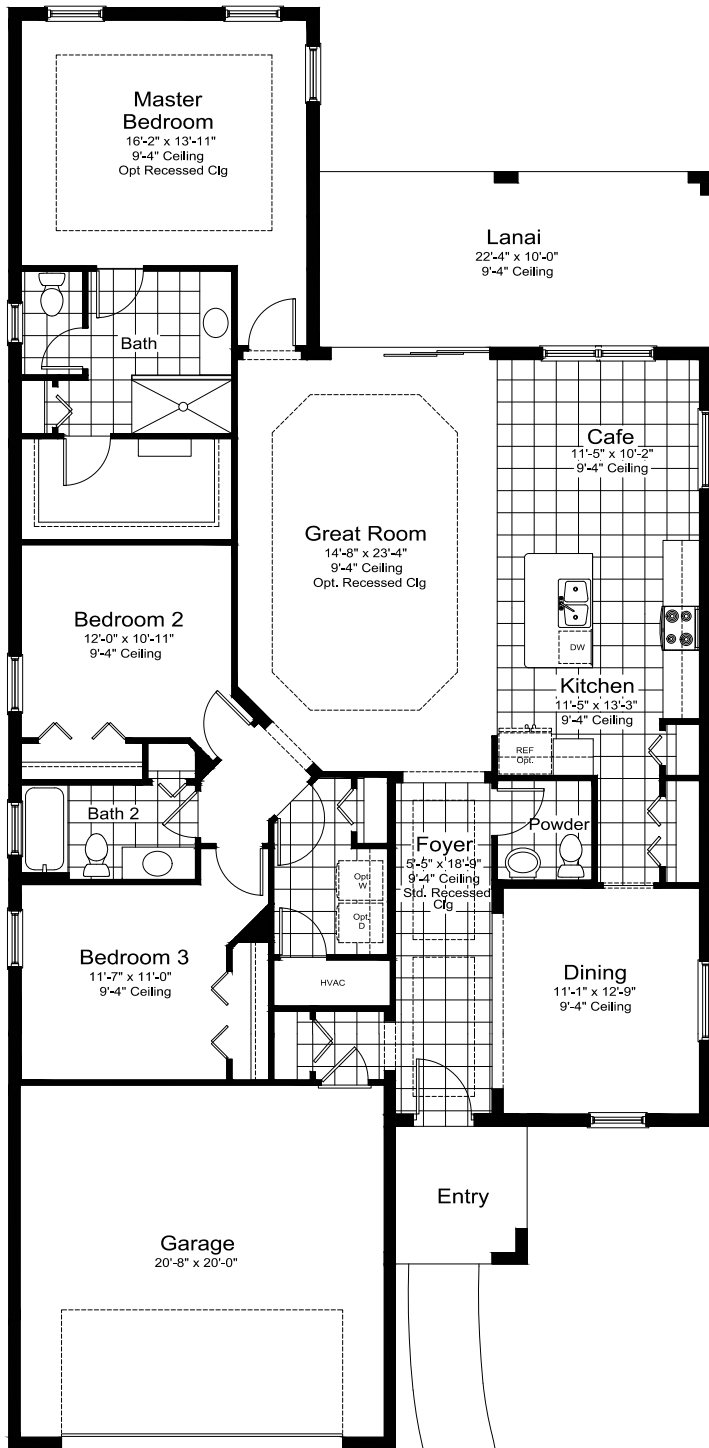 Master
Bedroom
16'-2" x 13'-11"
9'-4" Ceiling
Opt Recessed Clg
Lanai
22'-4" x 10'-0"
9'-4" Ceiling
Bath
Cafe
11'-5" x 10'-2"
9'-4" Ceiling
Great Room
14'-8" x 23'-4"
9'-4" Ceiling
Opt. Recessed Clg
Bedroom 2
12'-0" x 10'-11"
9'-4" Ceiling
DW
Kitchen
11'-5" x 13'-3"
9'-4" Ceiling
REF
Opt.
Bath 2
Powder
Foyer
5'-5" x 18'-9"
9'-4" Ceiling
Std. Recessed
Clg
Opt.
W
Opt.
D
Bedroom 3
11'-7" x 11'-0"
9'-4" Ceiling
HVAC
Dining
11'-1" x 12'-9"
9'-4" Ceiling
Entry
Garage
20'-8" x 20'-0"